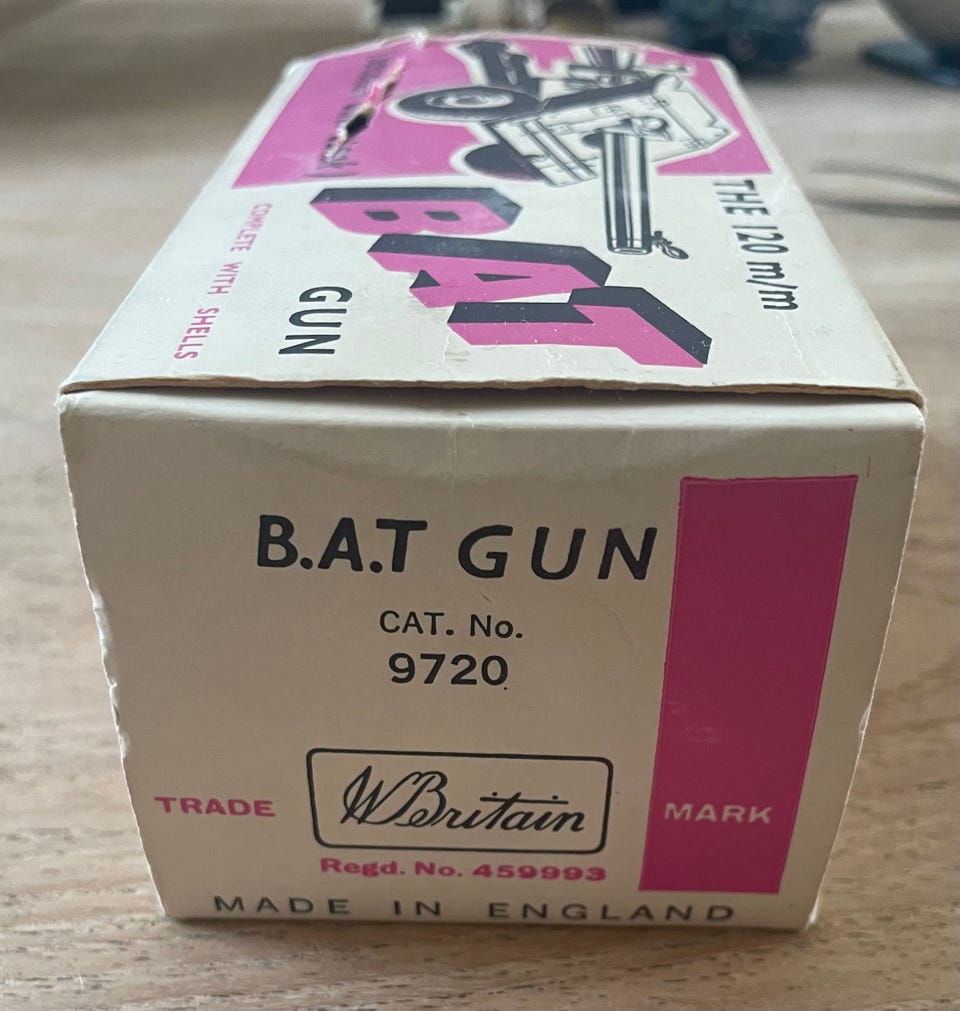 THE 120 m/m
BAT
GUN
COMPLETE WITH SHELLS
B.A.T GUN
CAT. No.
9720
TRADE W Britain MARK
Regd. No. 459993
MADE IN ENGLAND